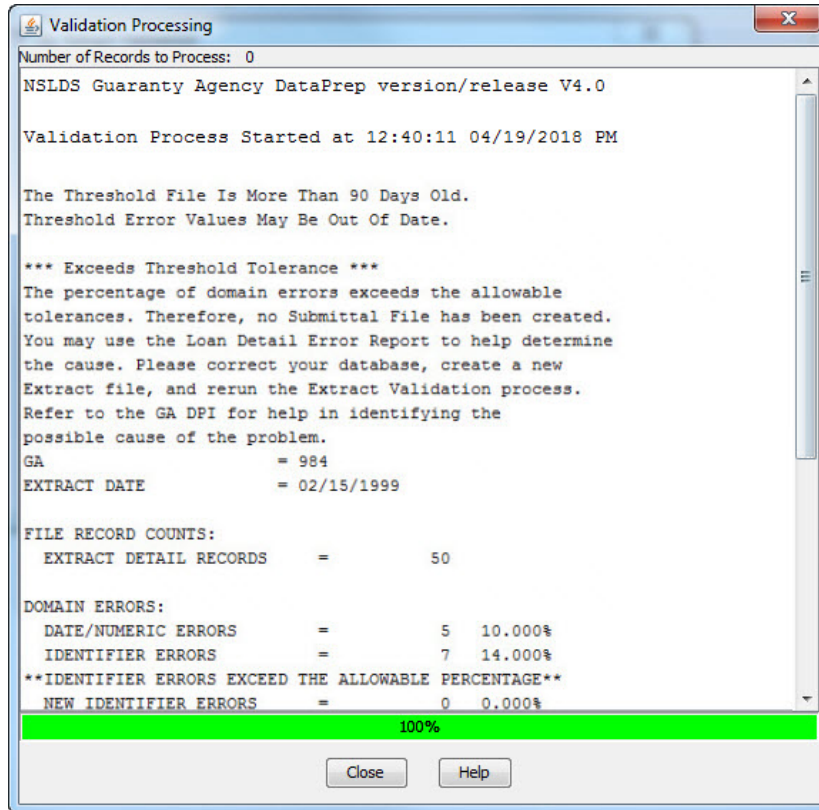 Validation Processing
Number of Records to Process: 0
NSLDS Guaranty Agency DataPrep version/release V4.0
Validation Process Started at 12:40:11 04/19/2018 PM
The Threshold File Is More Than 90 Days Old.
Threshold Error Values May Be Out Of Date.
*** Exceeds Threshold Tolerance ***
The percentage of domain errors exceeds the allowable
tolerances. Therefore, no Submittal File has been created.
You may use the Loan Detail Error Report to help determine
the cause. Please correct your database, create a new
Extract file, and rerun the Extract Validation process.
Refer to the GA DPI for help in identifying the
possible cause of the problem.
GA = 984
EXTRACT DATE = 02/15/1999
FILE RECORD COUNTS:
EXTRACT DETAIL RECORDS = 50
DOMAIN ERRORS:
DATE/NUMERIC ERRORS = 5 10.000%
IDENTIFIER ERRORS = 7 14.000%
**IDENTIFIER ERRORS EXCEED THE ALLOWABLE PERCENTAGE**
NEW IDENTIFIER ERRORS = 0 0.000%
100%
Close Help